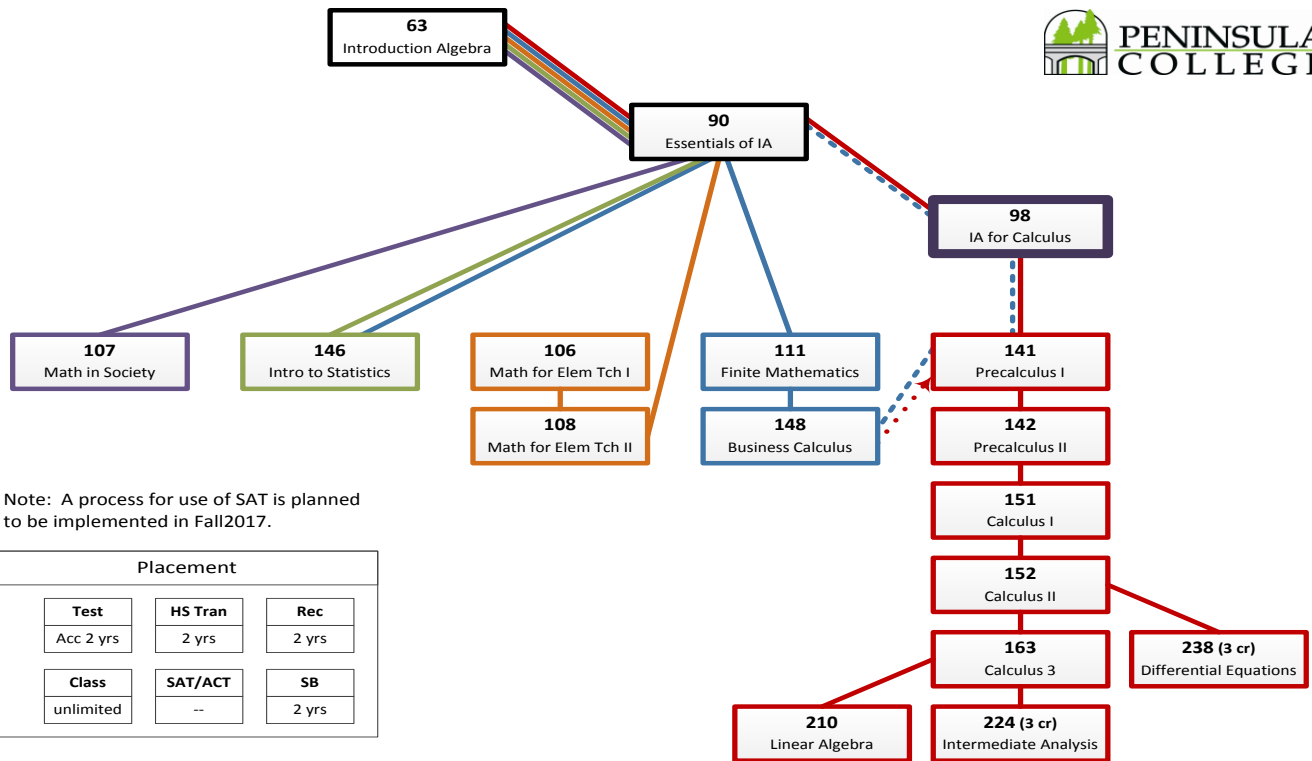 63
Introduction Algebra
PENINSULA
COLLEGE
90
Essentials of IA
98
IA for Calculus
107
Math in Society
146
Intro to Statistics
106
Math for Elem Tch I
111
Finite Mathematics
141
Precalculus I
108
Math for Elem Tch II
148
Business Calculus
142
Precalculus II
Note: A process for use of SAT is planned
to be implemented in Fall2017.
151
Calculus I
Placement
152
Calculus II
Test
Acc 2 yrs
HS Tran
2 yrs
Rec
2 yrs
163
Calculus 3
238 (3 cr)
Differential Equations
Class
unlimited
SAT/ACT
--
SB
2 yrs
210
Linear Algebra
224 (3 cr)
Intermediate Analysis